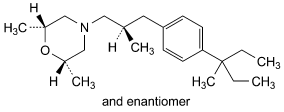 H
H₃C
N
O
H
CH₃
H
CH₃
CH₃
H₃C
CH₃
and enantiomer